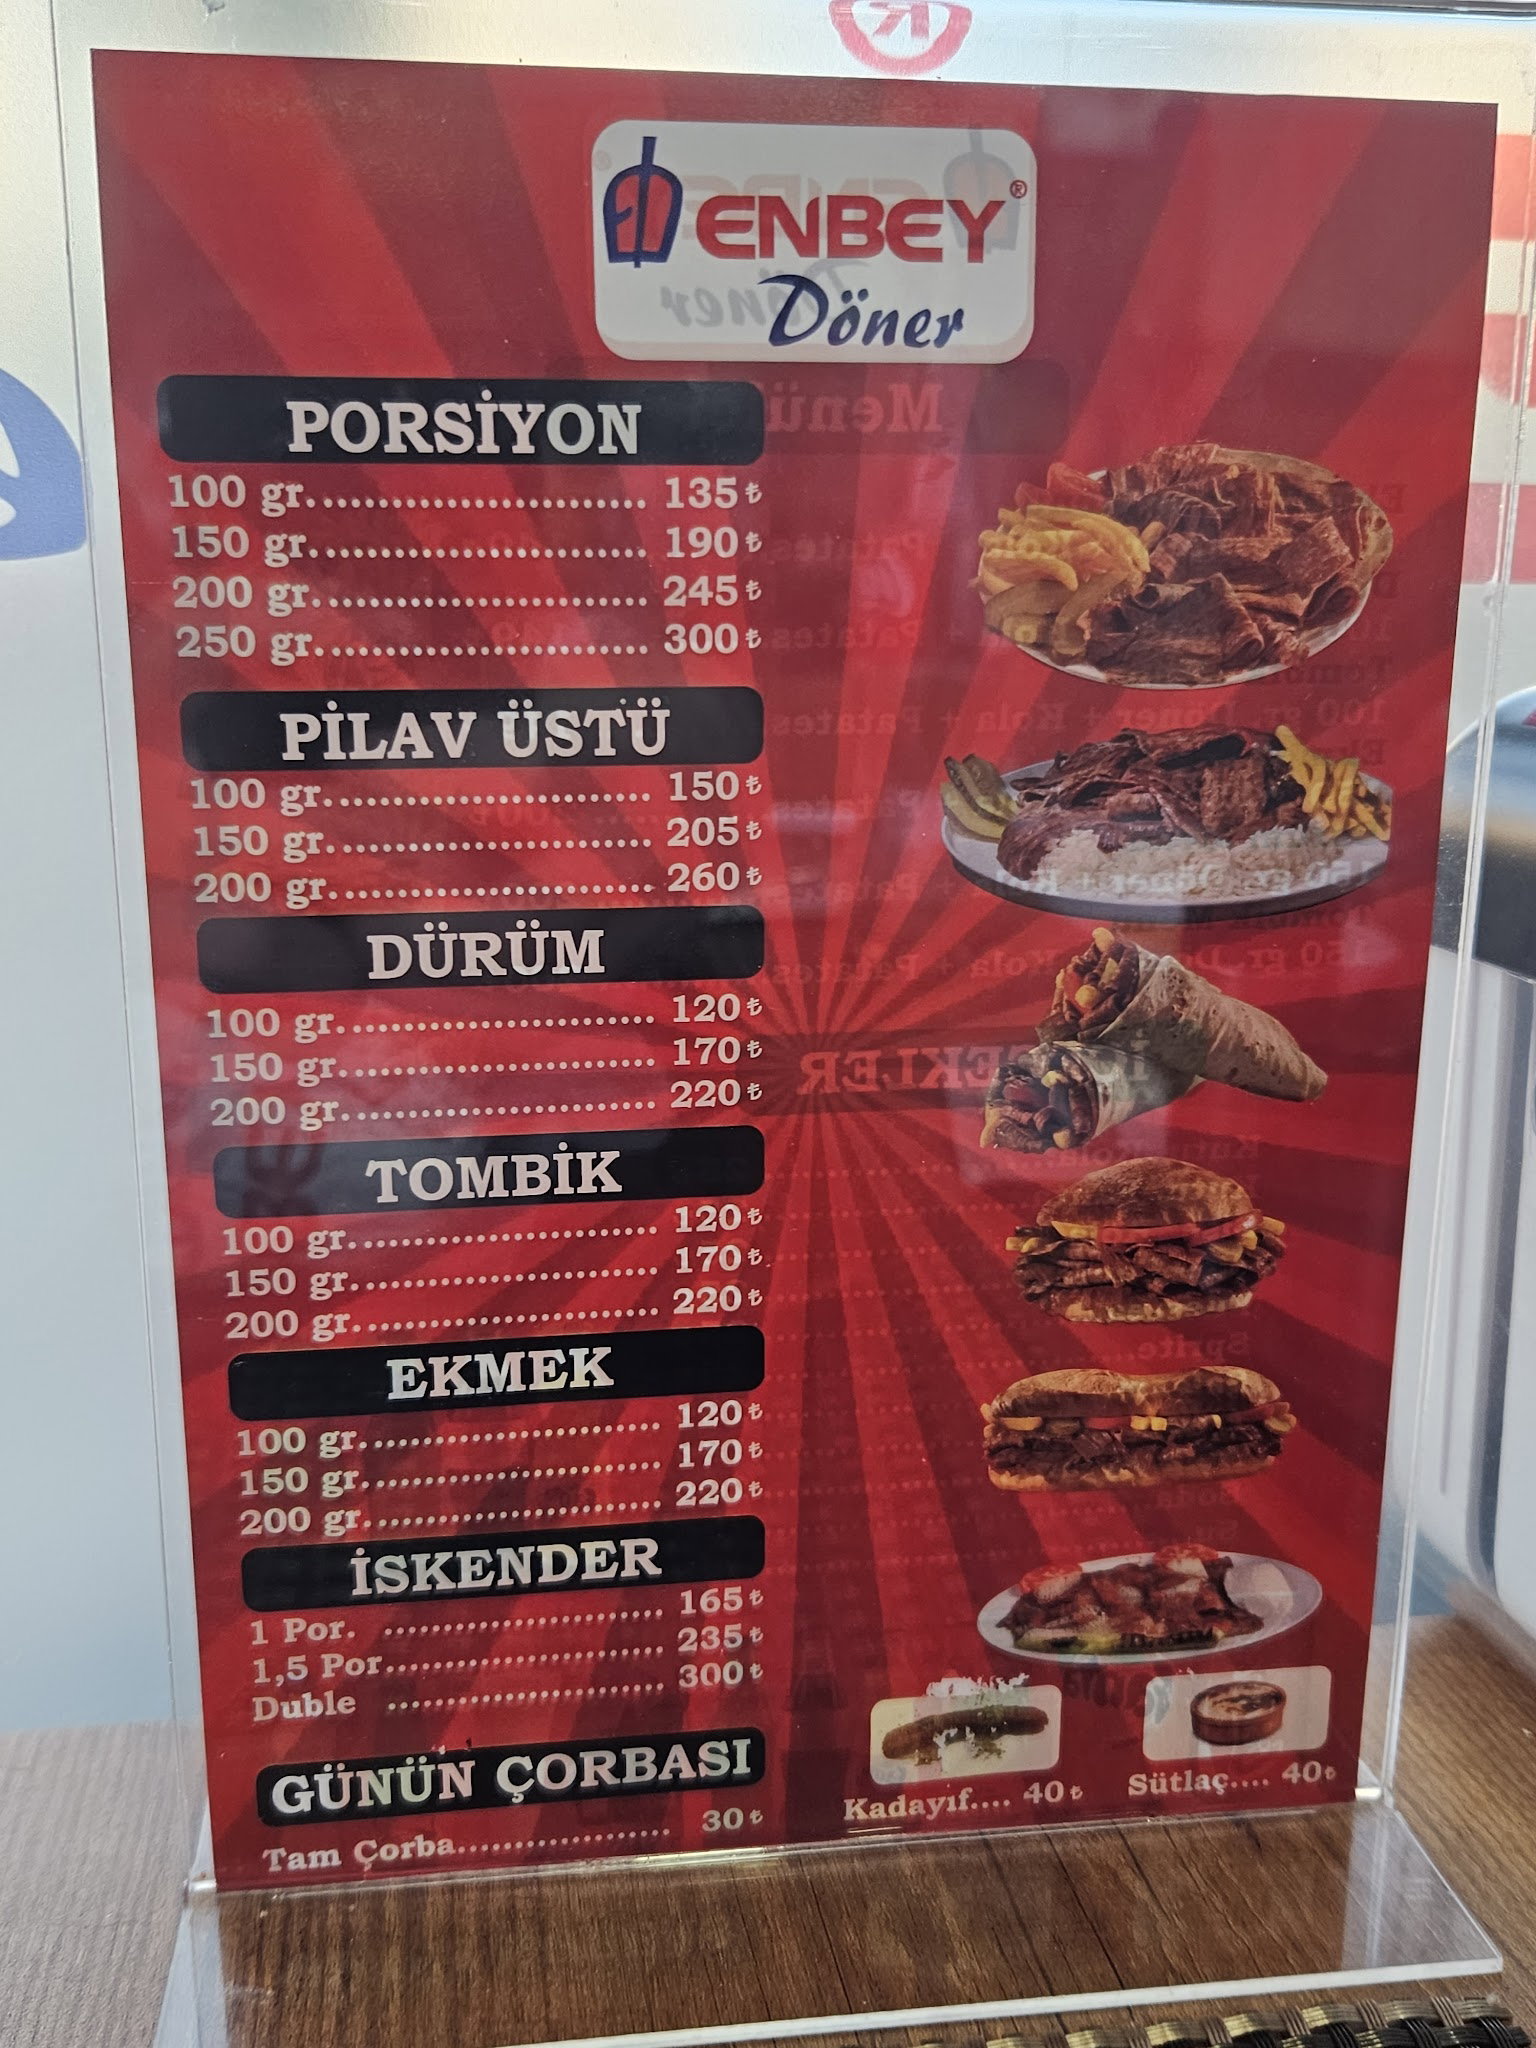 ENBEY®
Döner
PORSİYON
100 gr. 135₺
150 gr. 190₺
200 gr. 245₺
250 gr. 300₺
PİLAV ÜSTÜ
100 gr. 150₺
150 gr. 205₺
200 gr. 260₺
DÜRÜM
100 gr. 120₺
150 gr. 170₺
200 gr. 220₺
TOMBİK
100 gr. 120₺
150 gr. 170₺
200 gr. 220₺
EKMEK
100 gr. 120₺
150 gr. 170₺
200 gr. 220₺
İSKENDER
1 Por. 165₺
1,5 Por 235₺
Duble 300₺
GÜNÜN ÇORBASI
Tam Çorba 30₺
Kadayıf.... 40₺
Sütlaç.... 40₺